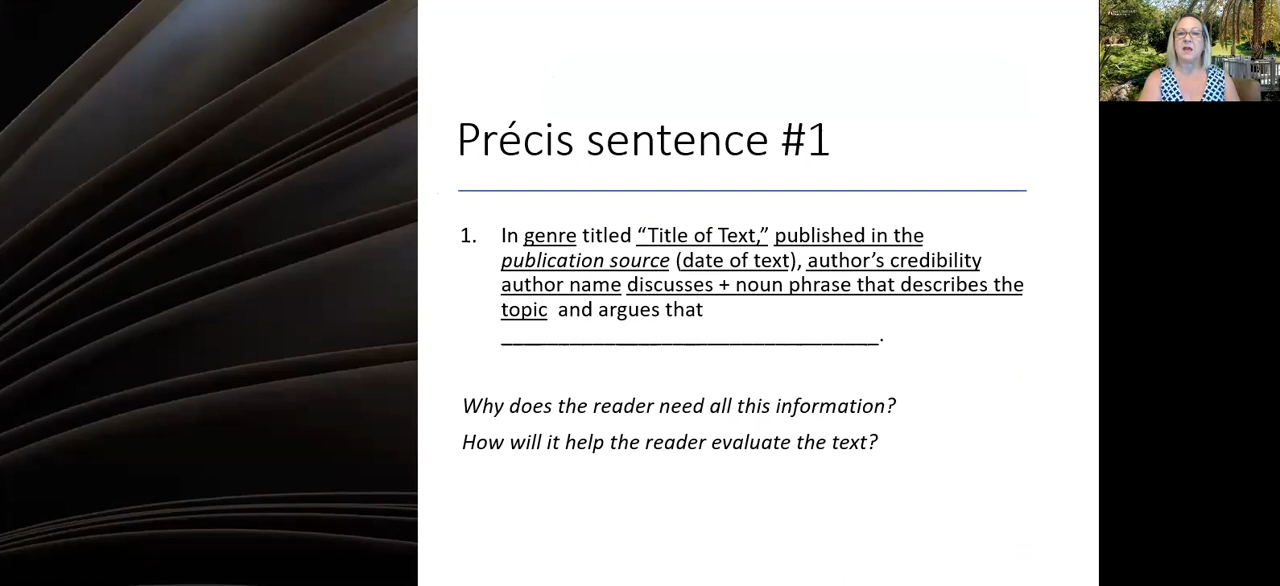 Précis sentence #1
1. In genre titled “Title of Text,” published in the
publication source (date of text), author’s credibility
author name discusses + noun phrase that describes the
topic and argues that
__________________________________.
Why does the reader need all this information?
How will it help the reader evaluate the text?